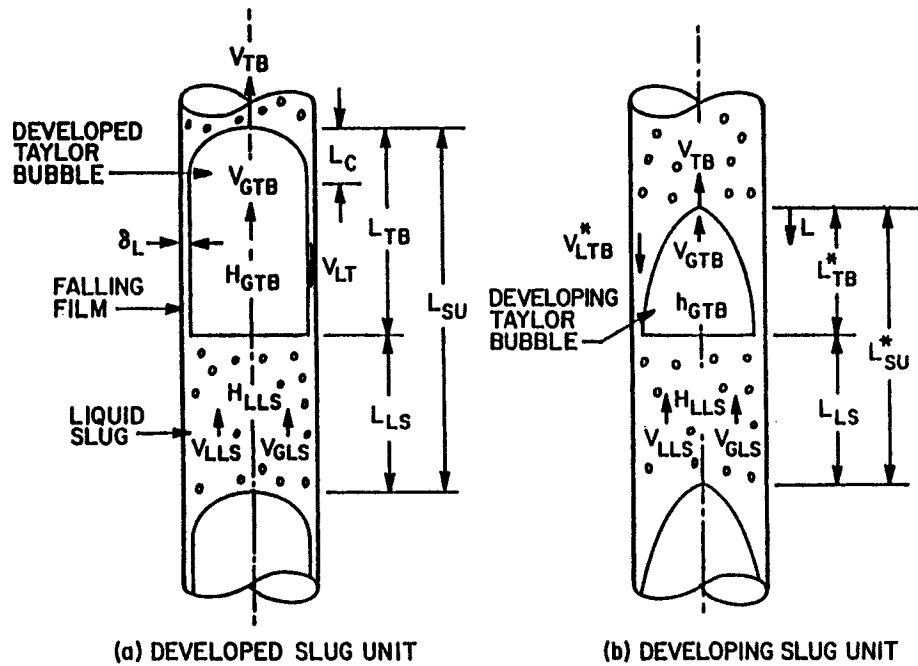 V_TB
DEVELOPED
TAYLOR
BUBBLE
V_GTB
L_C
L_TB
δ_L
H_GTB
V_LT
FALLING
FILM
L_SU
H_LLS
L_LS
LIQUID
SLUG
V_LLS
V_GLS
(a) DEVELOPED SLUG UNIT
V_TB
V*_LTB
V_GTB
L
L*_TB
DEVELOPING
TAYLOR
BUBBLE
h_GTB
L*_SU
H_LLS
L_LS
V_LLS
V_GLS
(b) DEVELOPING SLUG UNIT